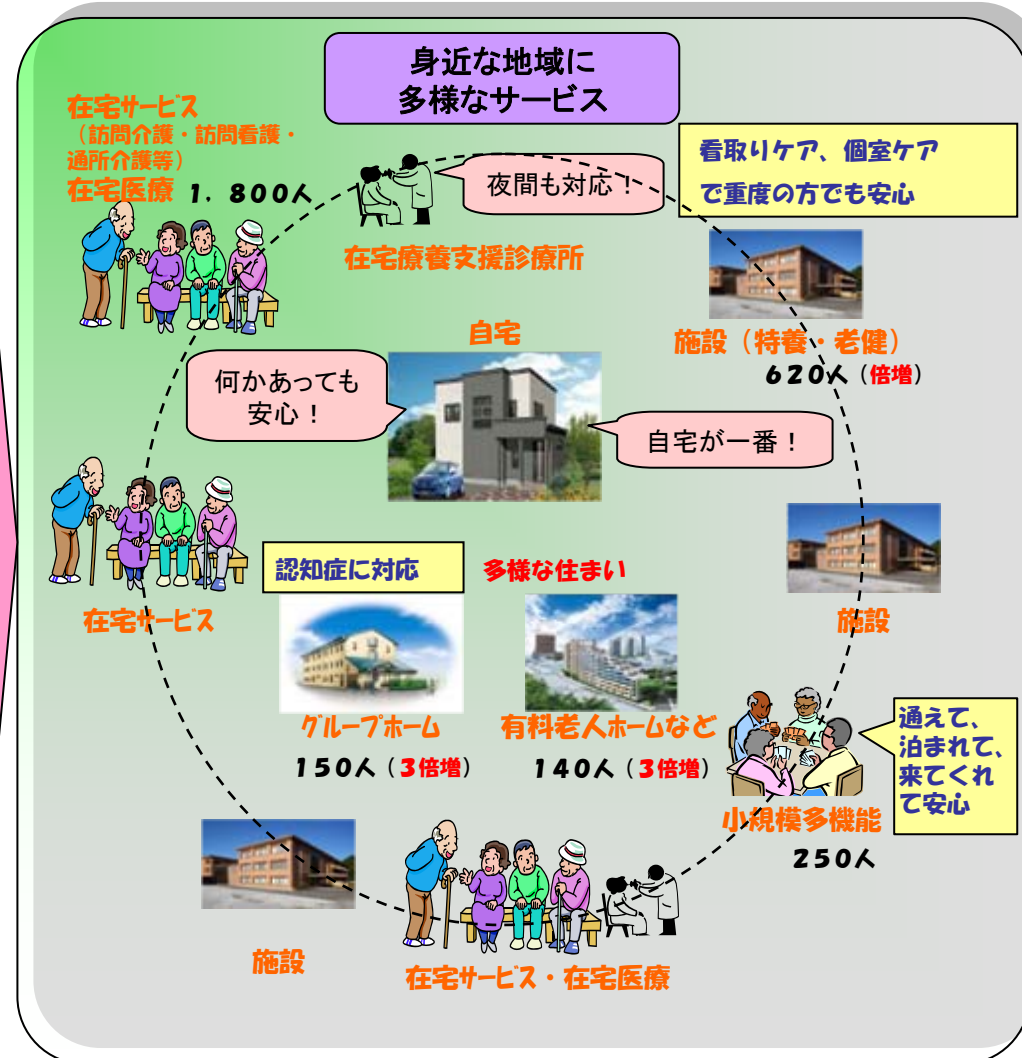 身近な地域に
多様なサービス
在宅サービス
（訪問介護・訪問看護・
通所介護等）
在宅医療 1．800人
夜間も対応！
在宅療養支援診療所
看取りケア、個室ケア
で重度の方でも安心
施設（特養・老健）
620人（倍増）
自宅
何かあっても
安心！
自宅が一番！
在宅サービス
認知症に対応
多様な住まい
施設
グループホーム
150人（3倍増）
有料老人ホームなど
140人（3倍増）
通えて、
泊まれて、
来てくれ
て安心
小規模多機能
250人
施設
在宅サービス・在宅医療